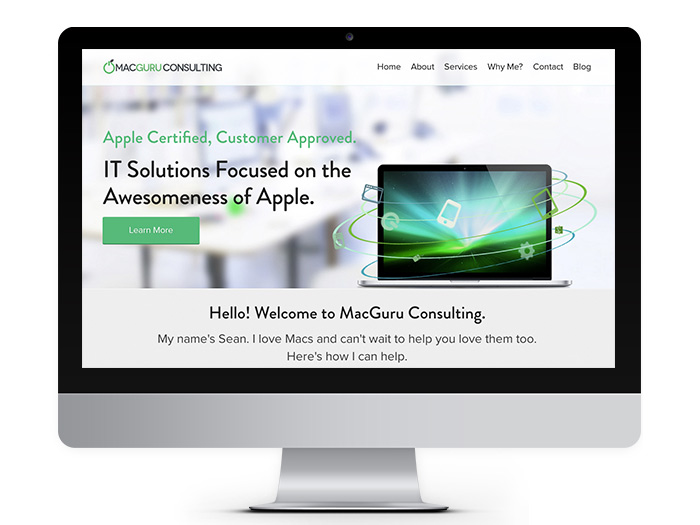 MACGURU CONSULTING
Home About Services Why Me? Contact Blog
Apple Certified, Customer Approved.
IT Solutions Focused on the
Awesomeness of Apple.
Learn More
Hello! Welcome to MacGuru Consulting.
My name's Sean. I love Macs and can't wait to help you love them too.
Here's how I can help.